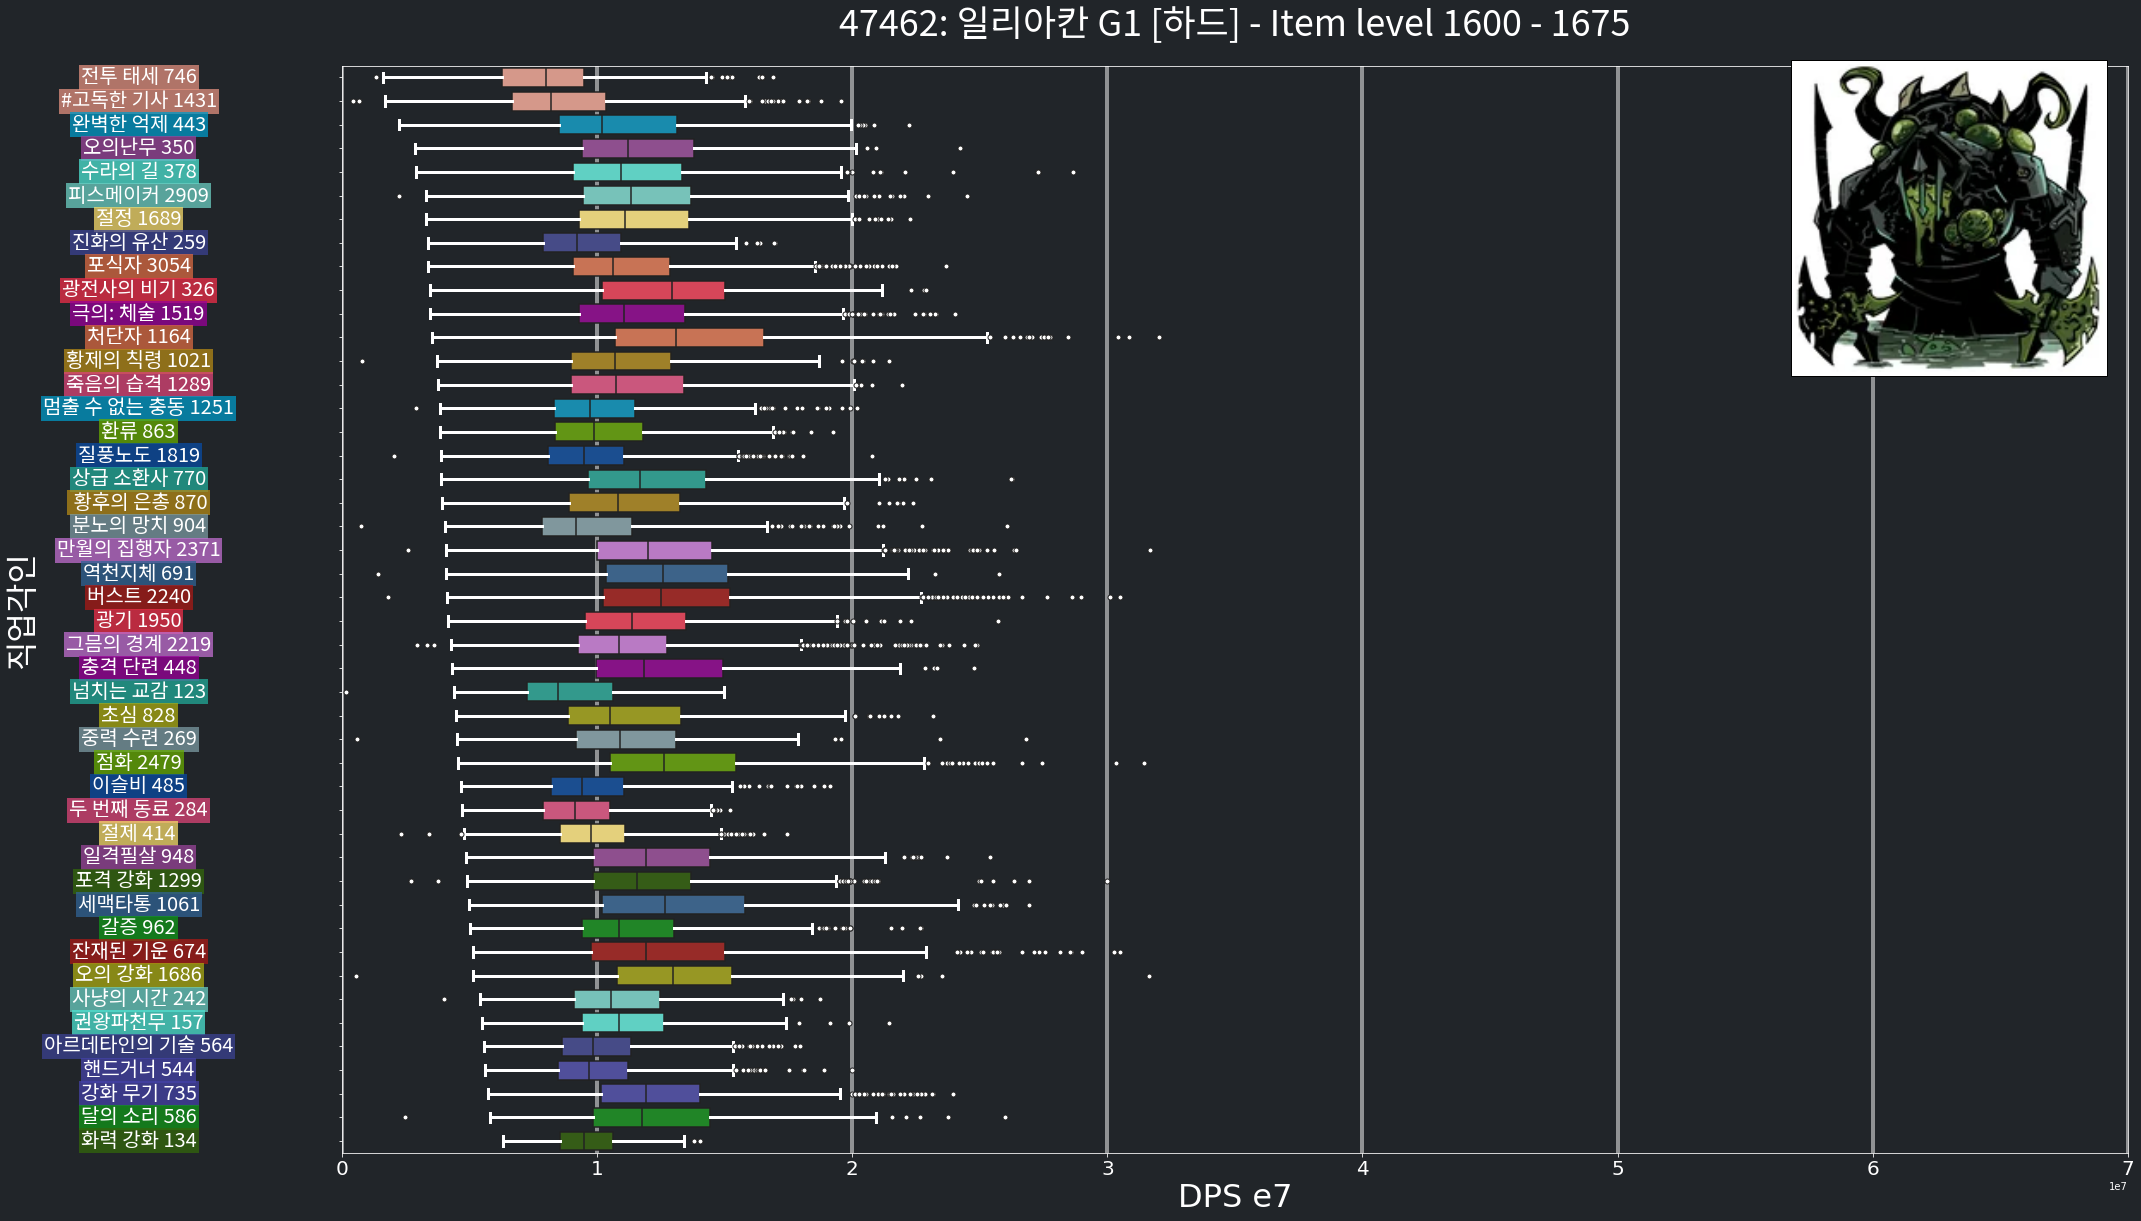 47462: 일리아칸 G1 [하드] - Item level 1600 - 1675
직업각인
전투 태세 746
#고독한 기사 1431
완벽한 억제 443
오의난무 350
수라의 길 378
피스메이커 2909
절정 1689
진화의 유산 259
포식자 3054
광전사의 비기 326
극의: 체술 1519
처단자 1164
황제의 칙령 1021
죽음의 습격 1289
멈출 수 없는 충동 1251
환류 863
질풍노도 1819
상급 소환사 770
황후의 은총 870
분노의 망치 904
만월의 집행자 2371
역천지체 691
버스트 2240
광기 1950
그믐의 경계 2219
충격 단련 448
넘치는 교감 123
초심 828
중력 수련 269
점화 2479
이슬비 485
두 번째 동료 284
절제 414
일격필살 948
포격 강화 1299
세맥타통 1061
갈증 962
잔재된 기운 674
오의 강화 1686
사냥의 시간 242
권왕파천무 157
아르데타인의 기술 564
핸드거너 544
강화 무기 735
달의 소리 586
화력 강화 134
0 1 2 3 4 5 6 7
1e7
DPS e7